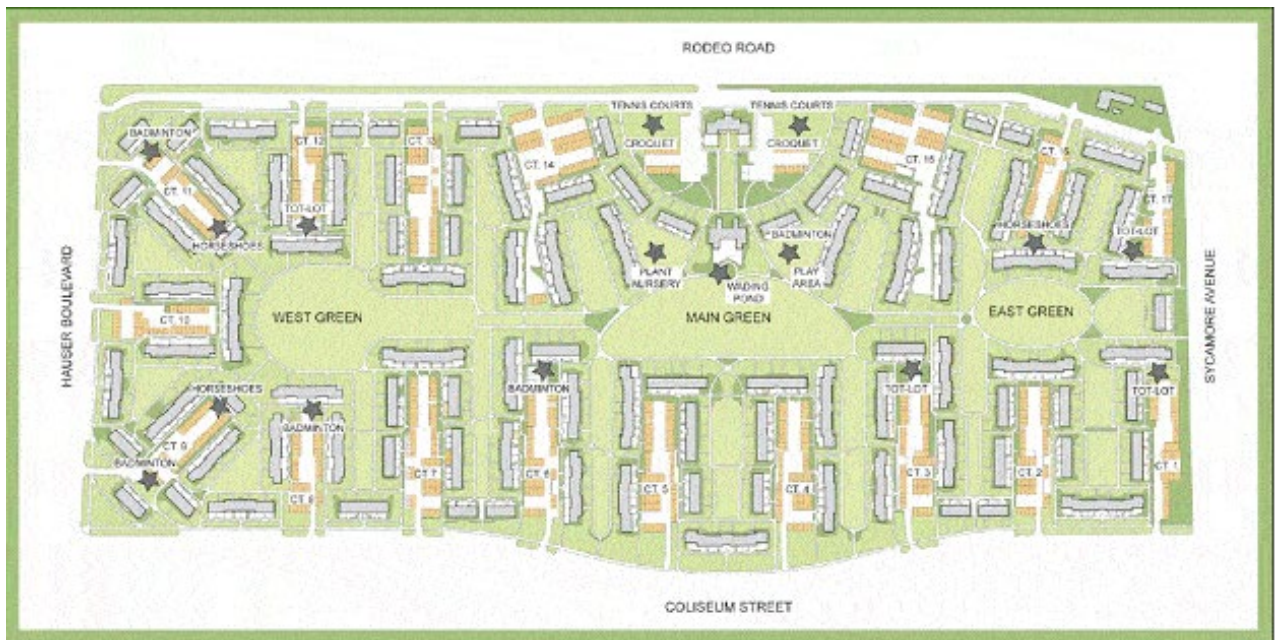 RODEO ROAD
TENNIS COURTS
TENNIS COURTS
BADMINTON
CT. 12
CT. 13
CROQUET
CROQUET
CT. 14
CT. 15
CT. 11
CT. 17
TOT-LOT
HORSESHOES
HORSESHOES
BADMINTON
TOT-LOT
PLANT
NURSERY
WADING
POND
PLAY
AREA
HAUSER BOULEVARD
SYCAMORE AVENUE
CT. 10
WEST GREEN
MAIN GREEN
EAST GREEN
HORSESHOES
BADMINTON
TOT-LOT
TOT-LOT
BADMINTON
CT. 9
BADMINTON
CT. 8
CT. 7
CT. 6
CT. 5
CT. 4
CT. 3
CT. 2
CT. 1
COLISEUM STREET